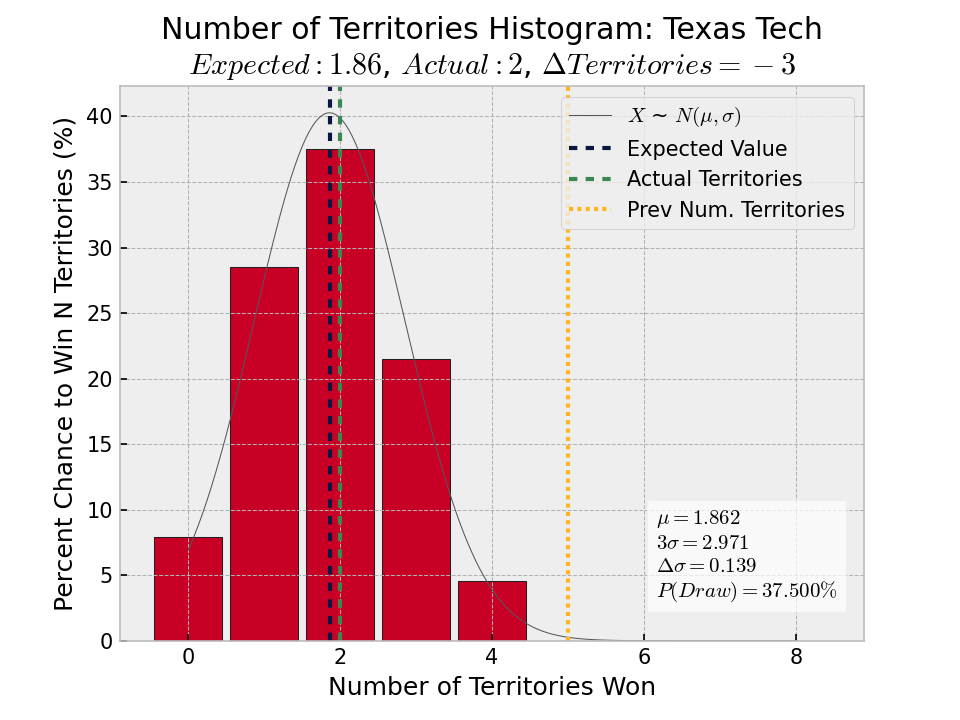 Number of Territories Histogram: Texas Tech
Expected : 1.86, Actual : 2, ΔTerritories = −3
Percent Chance to Win N Territories (%)
40
35
30
25
20
15
10
5
0
X ~ N(μ, σ)
Expected Value
Actual Territories
Prev Num. Territories
μ = 1.862
3σ = 2.971
Δσ = 0.139
P(Draw) = 37.500%
0 2 4 6 8
Number of Territories Won